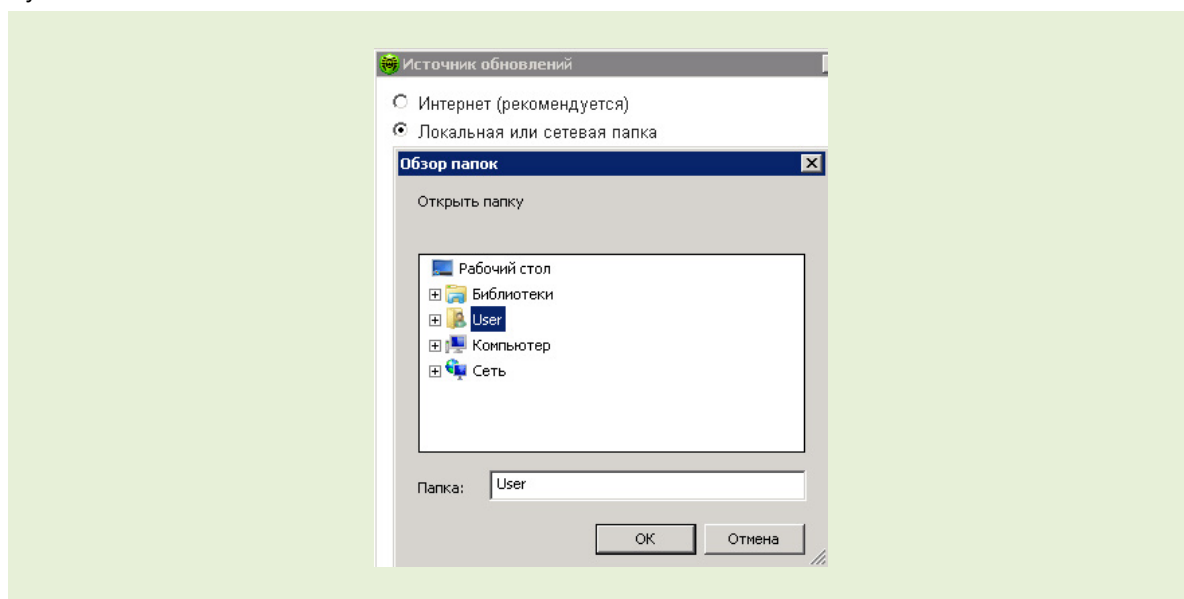 Источник обновлений
Интернет (рекомендуется)
Локальная или сетевая папка
Обзор папок
Открыть папку
Рабочий стол
Библиотеки
User
Компьютер
Сеть
Папка: User
ОК Отмена